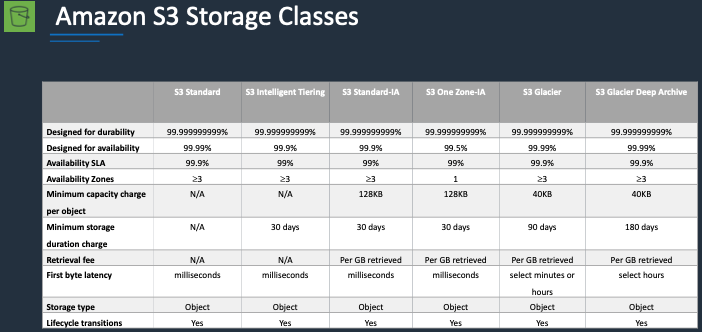 Amazon S3 Storage Classes
S3 Standard S3 Intelligent Tiering S3 Standard-IA S3 One Zone-IA S3 Glacier S3 Glacier Deep Archive
Designed for durability 99.999999999% 99.999999999% 99.999999999% 99.999999999% 99.999999999% 99.999999999%
Designed for availability 99.99% 99.9% 99.9% 99.5% 99.99% 99.99%
Availability SLA 99.9% 99% 99% 99% 99.9% 99.9%
Availability Zones ≥3 ≥3 ≥3 1 ≥3 ≥3
Minimum capacity charge N/A N/A 128KB 128KB 40KB 40KB
per object
Minimum storage N/A 30 days 30 days 30 days 90 days 180 days
duration charge
Retrieval fee N/A N/A Per GB retrieved Per GB retrieved Per GB retrieved Per GB retrieved
First byte latency milliseconds milliseconds milliseconds milliseconds select minutes or select hours
hours
Storage type Object Object Object Object Object Object
Lifecycle transitions Yes Yes Yes Yes Yes Yes